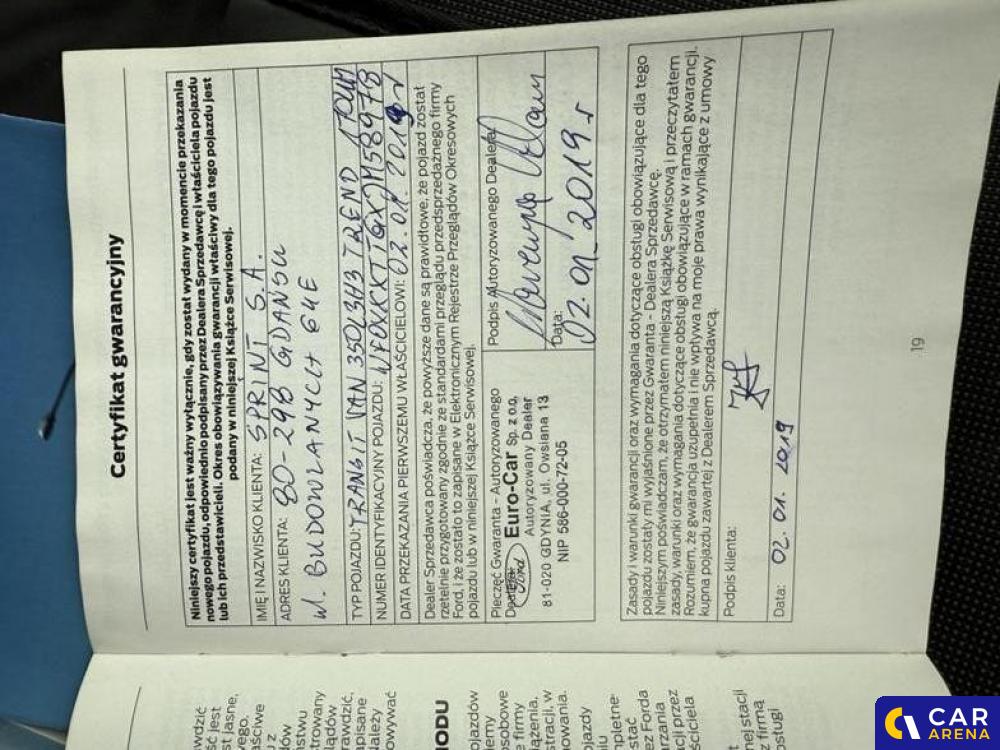 Certyfikat gwarancyjny
Niniejszy certyfikat jest ważny wyłącznie, gdy został wydany w momencie przekazania
nowego pojazdu, odpowiednio podpisany przez Dealera Sprzedawcę i właściciela pojazdu
lub ich przedstawicieli. Okres obowiązywania gwarancji właściwy dla tego pojazdu jest
podany w niniejszej Książce Serwisowej.
IMIĘ I NAZWISKO KLIENTA: SPRINT S.A.
ADRES KLIENTA: 80-298 GDAŃSK
ul. BUDOWLANYCH 64E
TYP POJAZDU: TRANSIT VAN 350L3H3 TREND
NUMER IDENTYFIKACYJNY POJAZDU:
DATA PRZEKAZANIA PIERWSZEMU WŁAŚCICIELOWI: 02.01.2019r
Dealer Sprzedawca poświadcza, że powyższe dane są prawidłowe, że pojazd został
rzetelnie przygotowany zgodnie ze standardami przeglądu przedsprzedażnego firmy
Ford, i że zostało to zapisane w Elektronicznym Rejestrze Przeglądów Okresowych
pojazdu lub w niniejszej Książce Serwisowej.
Pieczęć Gwaranta - Autoryzowanego
Dealera:
Ford
Euro-Car Sp. z o.o.
Autoryzowany Dealer
81-020 GDYNIA, ul. Owsiana 13
NIP 586-000-72-05
Podpis Autoryzowanego Dealera:
Data:
02.01.2019r
Zasady i warunki gwarancji oraz wymagania dotyczące obsługi obowiązujące dla tego
pojazdu zostały mi wyjaśnione przez Gwaranta - Dealera Sprzedawcę.
Niniejszym poświadczam, że otrzymałem niniejszą Książkę Serwisową i przeczytałem
zasady, warunki oraz wymagania dotyczące obsługi obowiązujące w ramach gwarancji.
Rozumiem, że gwarancja uzupełnia i nie wpływa na moje prawa wynikające z umowy
kupna pojazdu zawartej z Dealerem Sprzedawcą.
Podpis klienta:
Data: 02.01.2019
19
CAR
ARENA